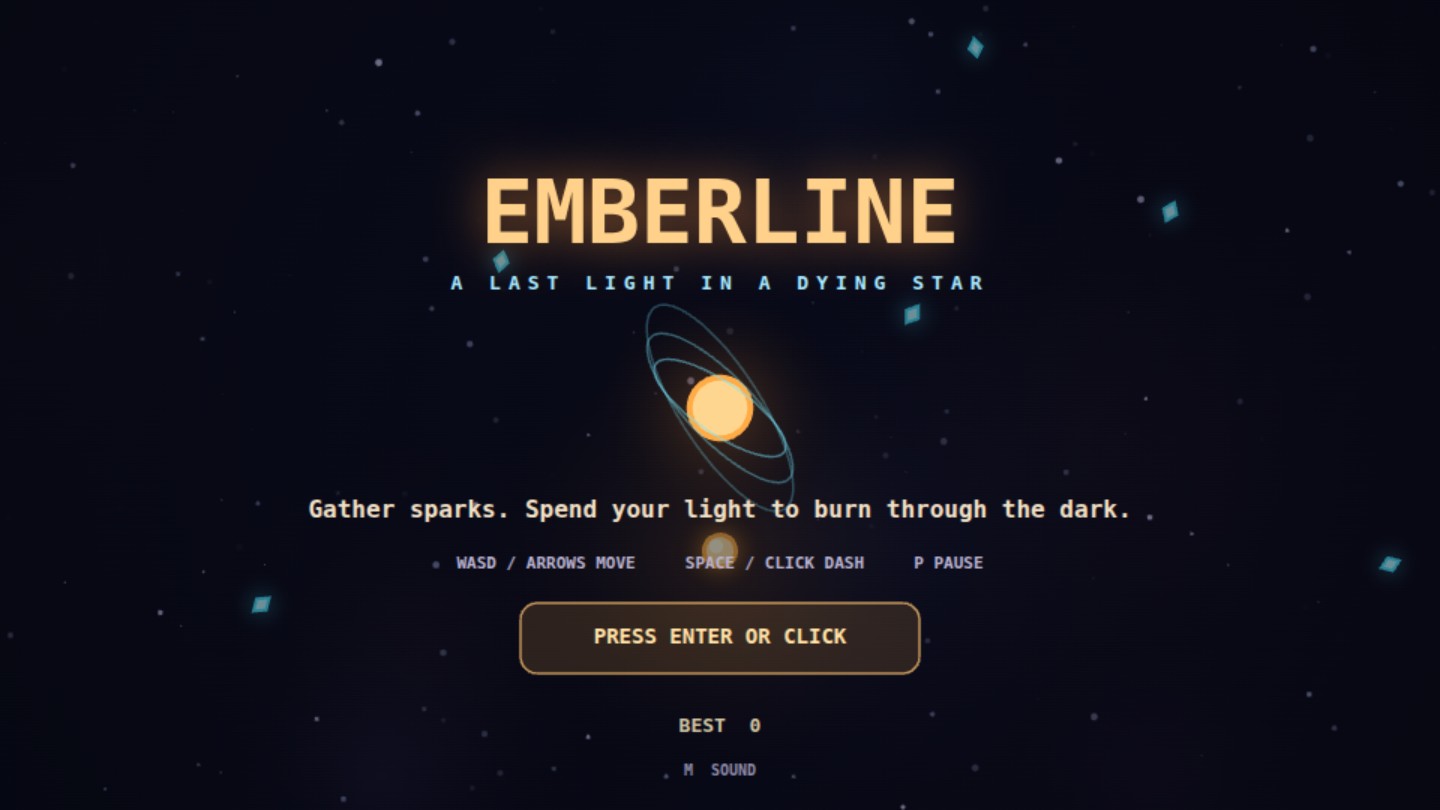 EMBERLINE
A LAST LIGHT IN A DYING STAR
Gather sparks. Spend your light to burn through the dark.
WASD / ARROWS MOVE SPACE / CLICK DASH P PAUSE
PRESS ENTER OR CLICK
BEST 0
M SOUND